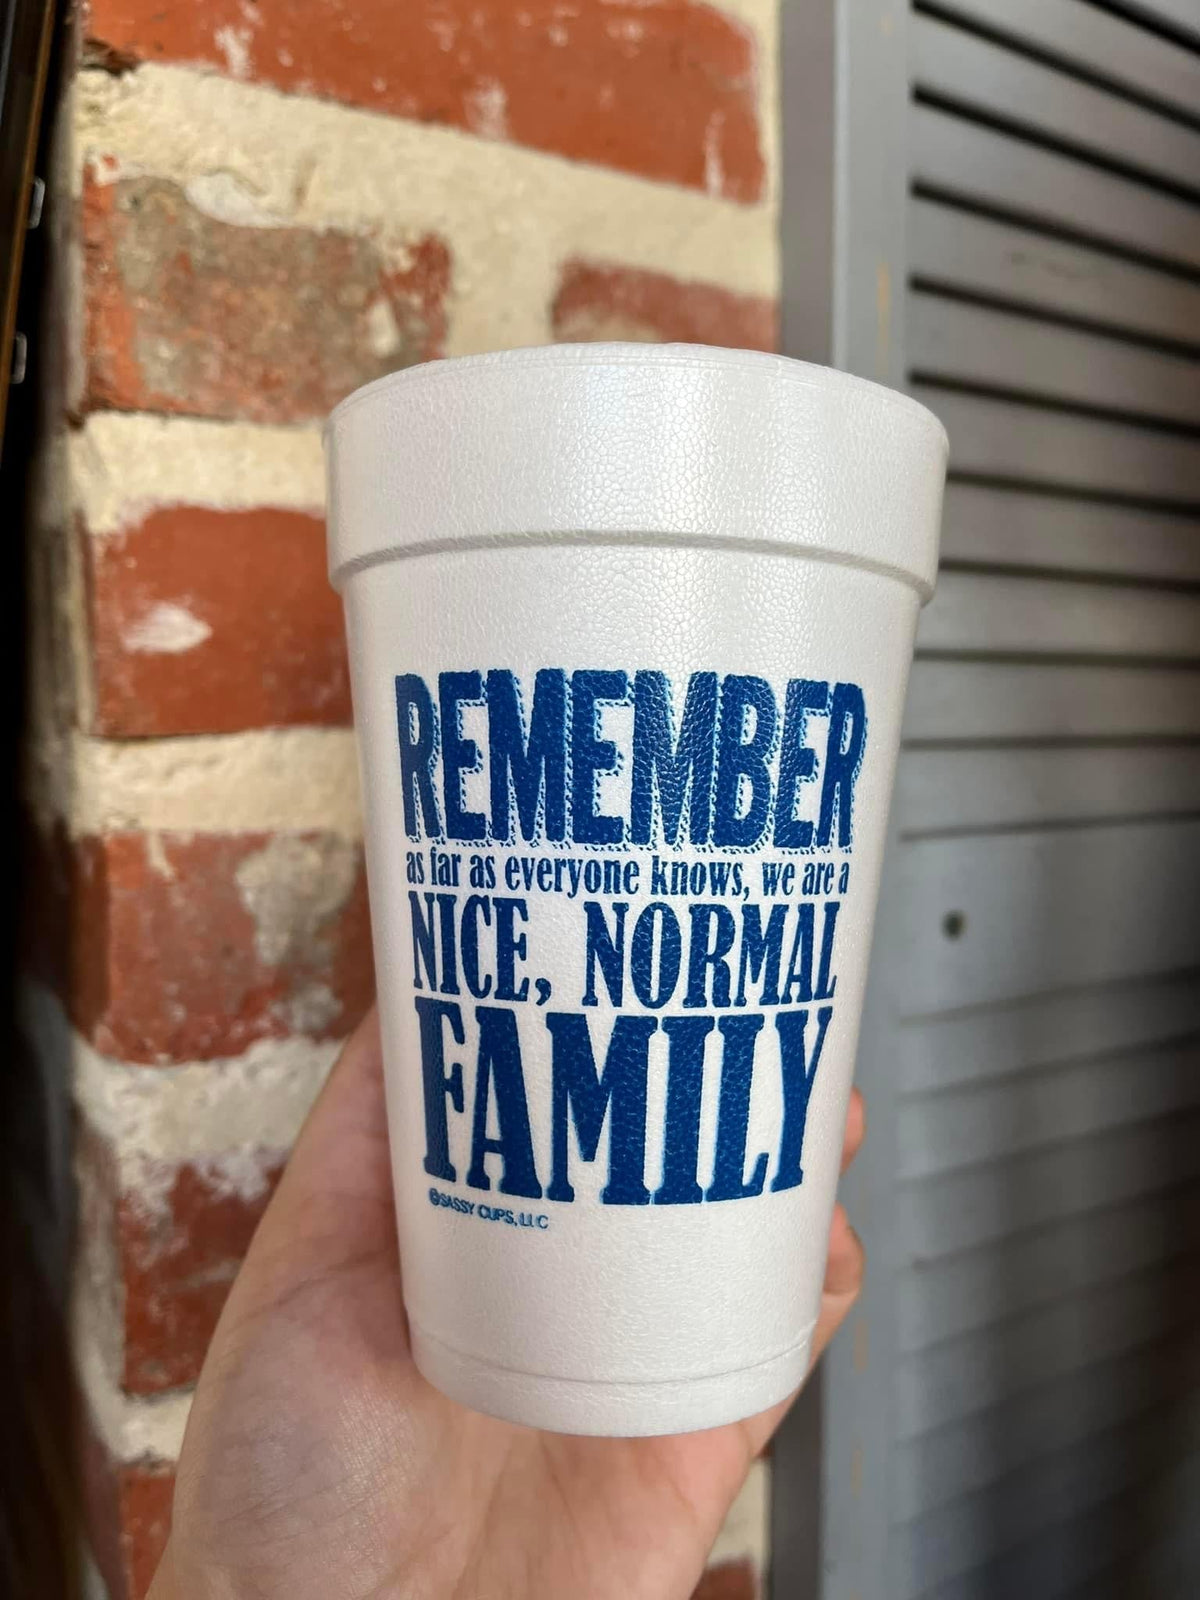 REMEMBER
as far as everyone knows, we are a
NICE, NORMAL
FAMILY
©SASSY CUPS, LLC